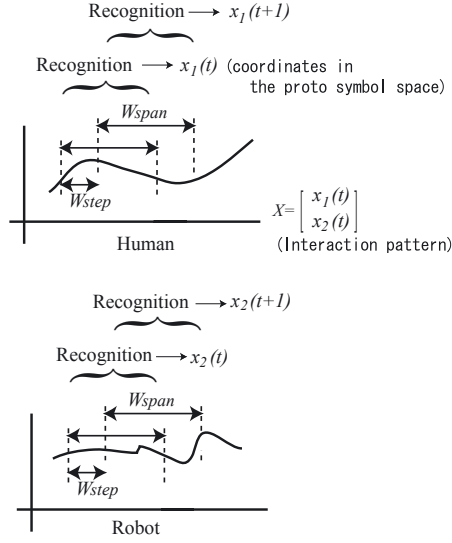 Recognition → x₁(t+1)
Recognition → x₁(t) (coordinates in
the proto symbol space)
Wspan
Wstep
X = [ x₁(t)
x₂(t) ]
Human
(Interaction pattern)
Recognition → x₂(t+1)
Recognition → x₂(t)
Wspan
Wstep
Robot